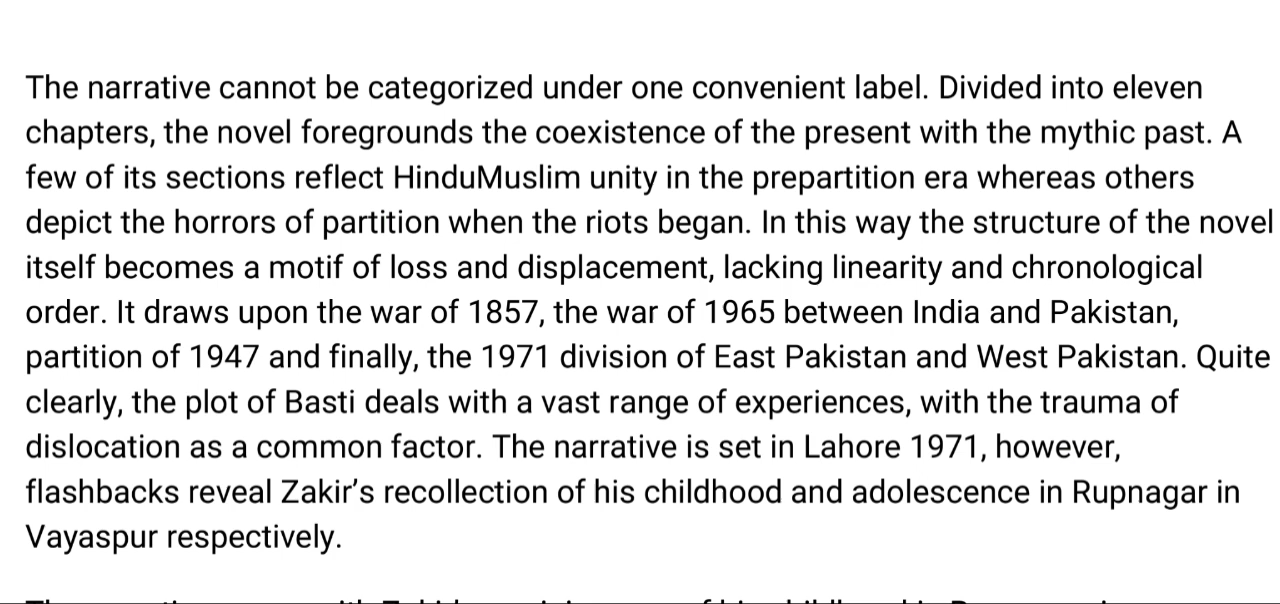 The narrative cannot be categorized under one convenient label. Divided into eleven
chapters, the novel foregrounds the coexistence of the present with the mythic past. A
few of its sections reflect HinduMuslim unity in the prepartition era whereas others
depict the horrors of partition when the riots began. In this way the structure of the novel
itself becomes a motif of loss and displacement, lacking linearity and chronological
order. It draws upon the war of 1857, the war of 1965 between India and Pakistan,
partition of 1947 and finally, the 1971 division of East Pakistan and West Pakistan. Quite
clearly, the plot of Basti deals with a vast range of experiences, with the trauma of
dislocation as a common factor. The narrative is set in Lahore 1971, however,
flashbacks reveal Zakir’s recollection of his childhood and adolescence in Rupnagar in
Vayaspur respectively.